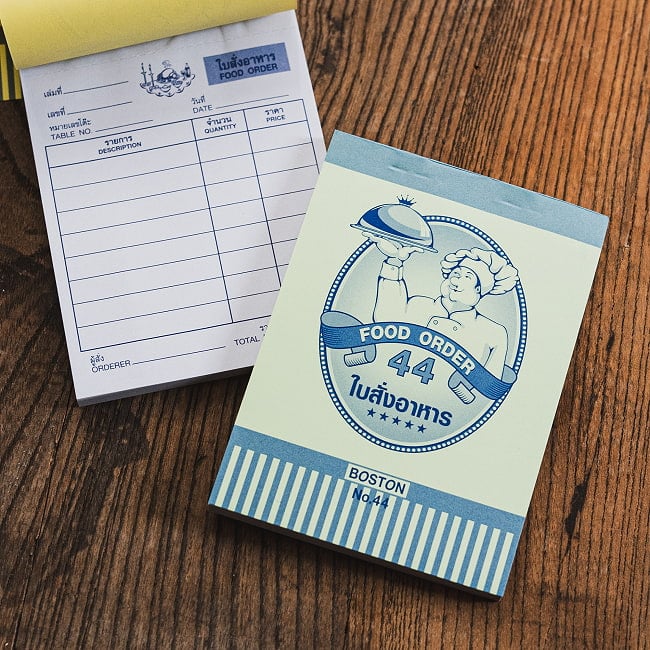 เล่มที่
ใบสั่งอาหาร
FOOD ORDER
เลขที่
วันที่
DATE
หมายเลขโต๊ะ
TABLE NO.
รายการ
DESCRIPTION
จำนวน
QUANTITY
ราคา
PRICE
TOTAL
ผู้สั่ง
ORDERER
FOOD ORDER
44
ใบสั่งอาหาร
BOSTON
No.44